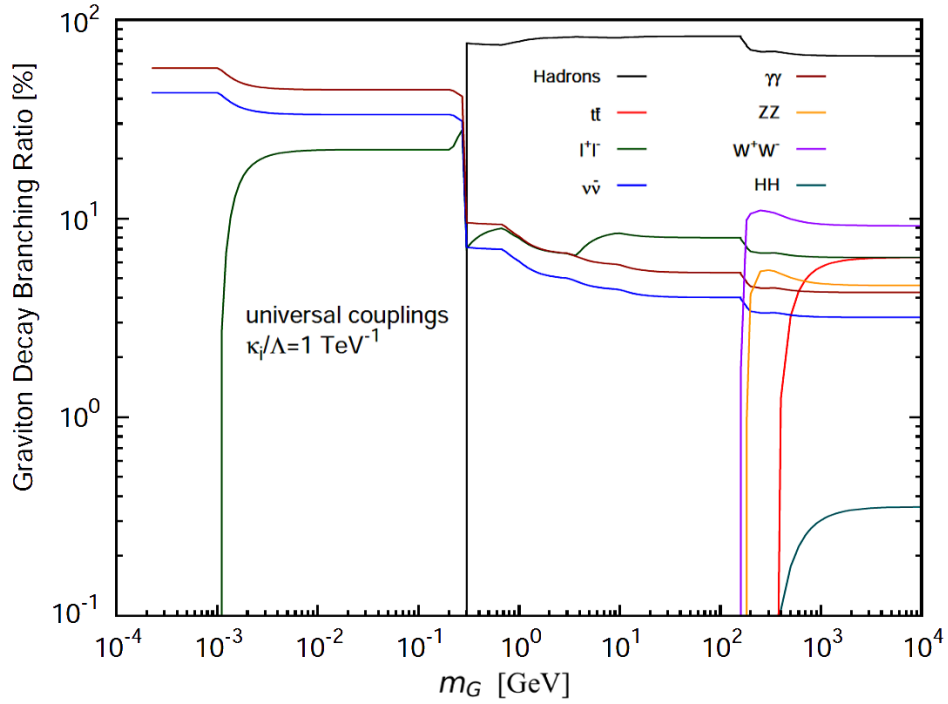 Graviton Decay Branching Ratio [%]
10²
10¹
10⁰
10⁻¹
Hadrons
γγ
tt̄
ZZ
l⁺l⁻
W⁺W⁻
νν̄
HH
universal couplings
κᵢ/Λ=1 TeV⁻¹
10⁻⁴ 10⁻³ 10⁻² 10⁻¹ 10⁰ 10¹ 10² 10³ 10⁴
m_G [GeV]